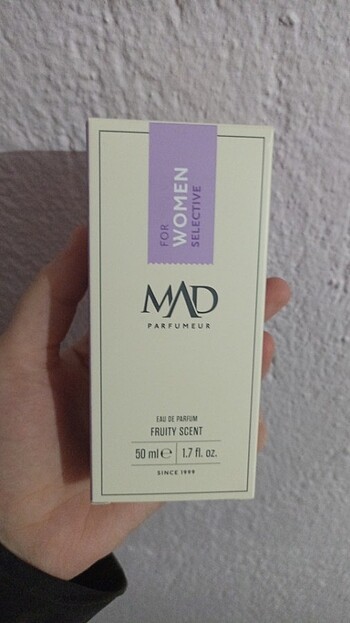 FOR
WOMEN
SELECTIVE
MAD
PARFUMEUR
EAU DE PARFUM
FRUITY SCENT
50 ml ℮ 1.7 fl. oz.
SINCE 1999